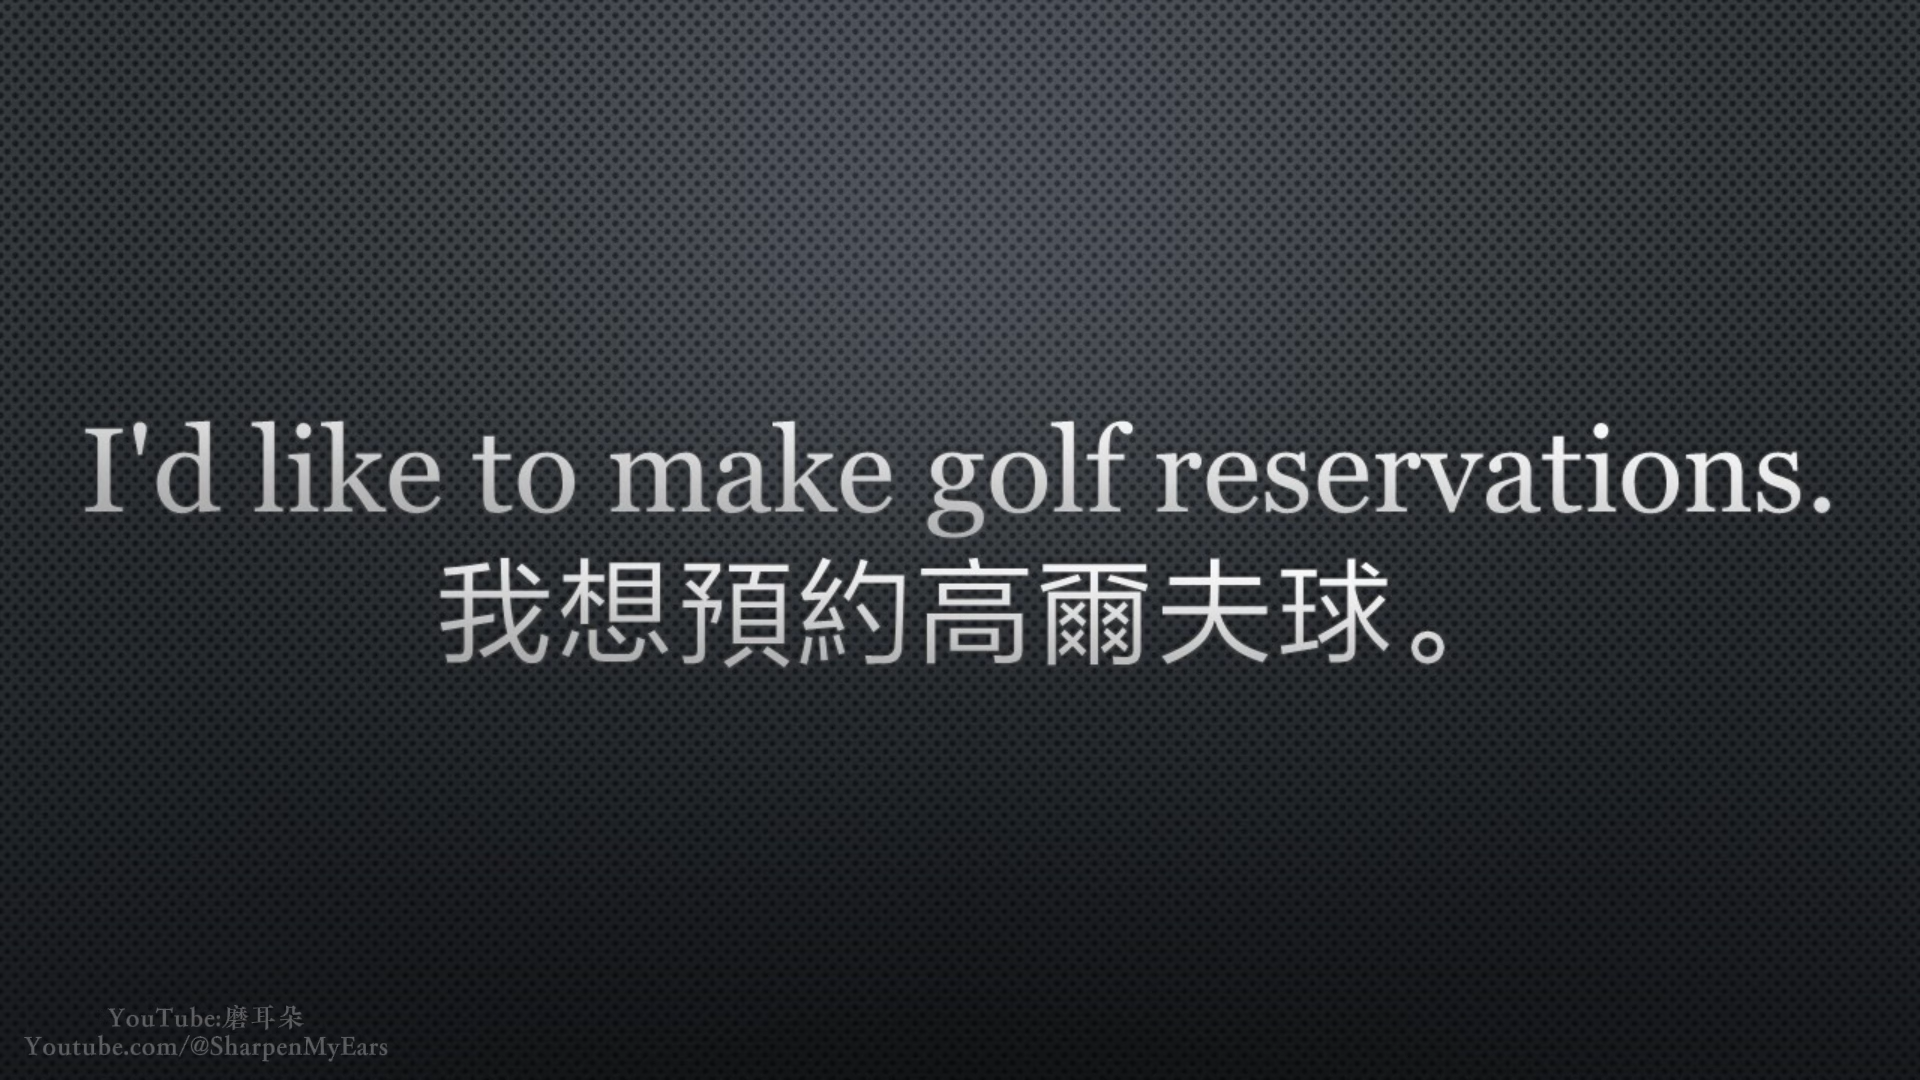 I'd like to make golf reservations.
我想預約高爾夫球。
YouTube:磨耳朵
Youtube.com/@SharpenMyEars